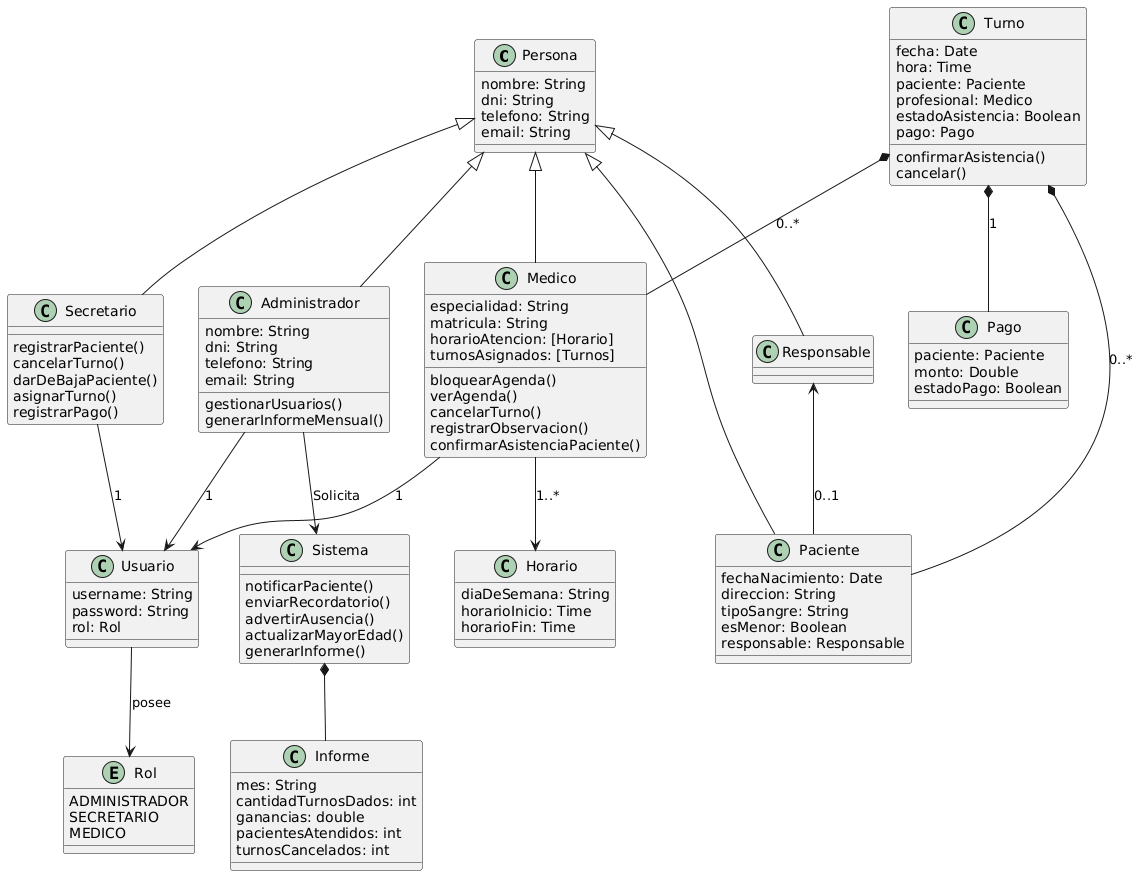 C Turno
fecha: Date
hora: Time
paciente: Paciente
profesional: Medico
estadoAsistencia: Boolean
pago: Pago
confirmarAsistencia()
cancelar()
C Persona
nombre: String
dni: String
telefono: String
email: String
0..*
1
C Secretario
registrarPaciente()
cancelarTurno()
darDeBajaPaciente()
asignarTurno()
registrarPago()
C Administrador
nombre: String
dni: String
telefono: String
email: String
gestionarUsuarios()
generarInformeMensual()
C Medico
especialidad: String
matricula: String
horarioAtencion: [Horario]
turnosAsignados: [Turnos]
bloquearAgenda()
verAgenda()
cancelarTurno()
registrarObservacion()
confirmarAsistenciaPaciente()
C Responsable
C Pago
paciente: Paciente
monto: Double
estadoPago: Boolean
0..*
1
1
Solicita
1
1..*
0..1
C Usuario
username: String
password: String
rol: Rol
C Sistema
notificarPaciente()
enviarRecordatorio()
advertirAusencia()
actualizarMayorEdad()
generarInforme()
C Horario
diaDeSemana: String
horarioInicio: Time
horarioFin: Time
C Paciente
fechaNacimiento: Date
direccion: String
tipoSangre: String
esMenor: Boolean
responsable: Responsable
posee
E Rol
ADMINISTRADOR
SECRETARIO
MEDICO
C Informe
mes: String
cantidadTurnosDados: int
ganancias: double
pacientesAtendidos: int
turnosCancelados: int